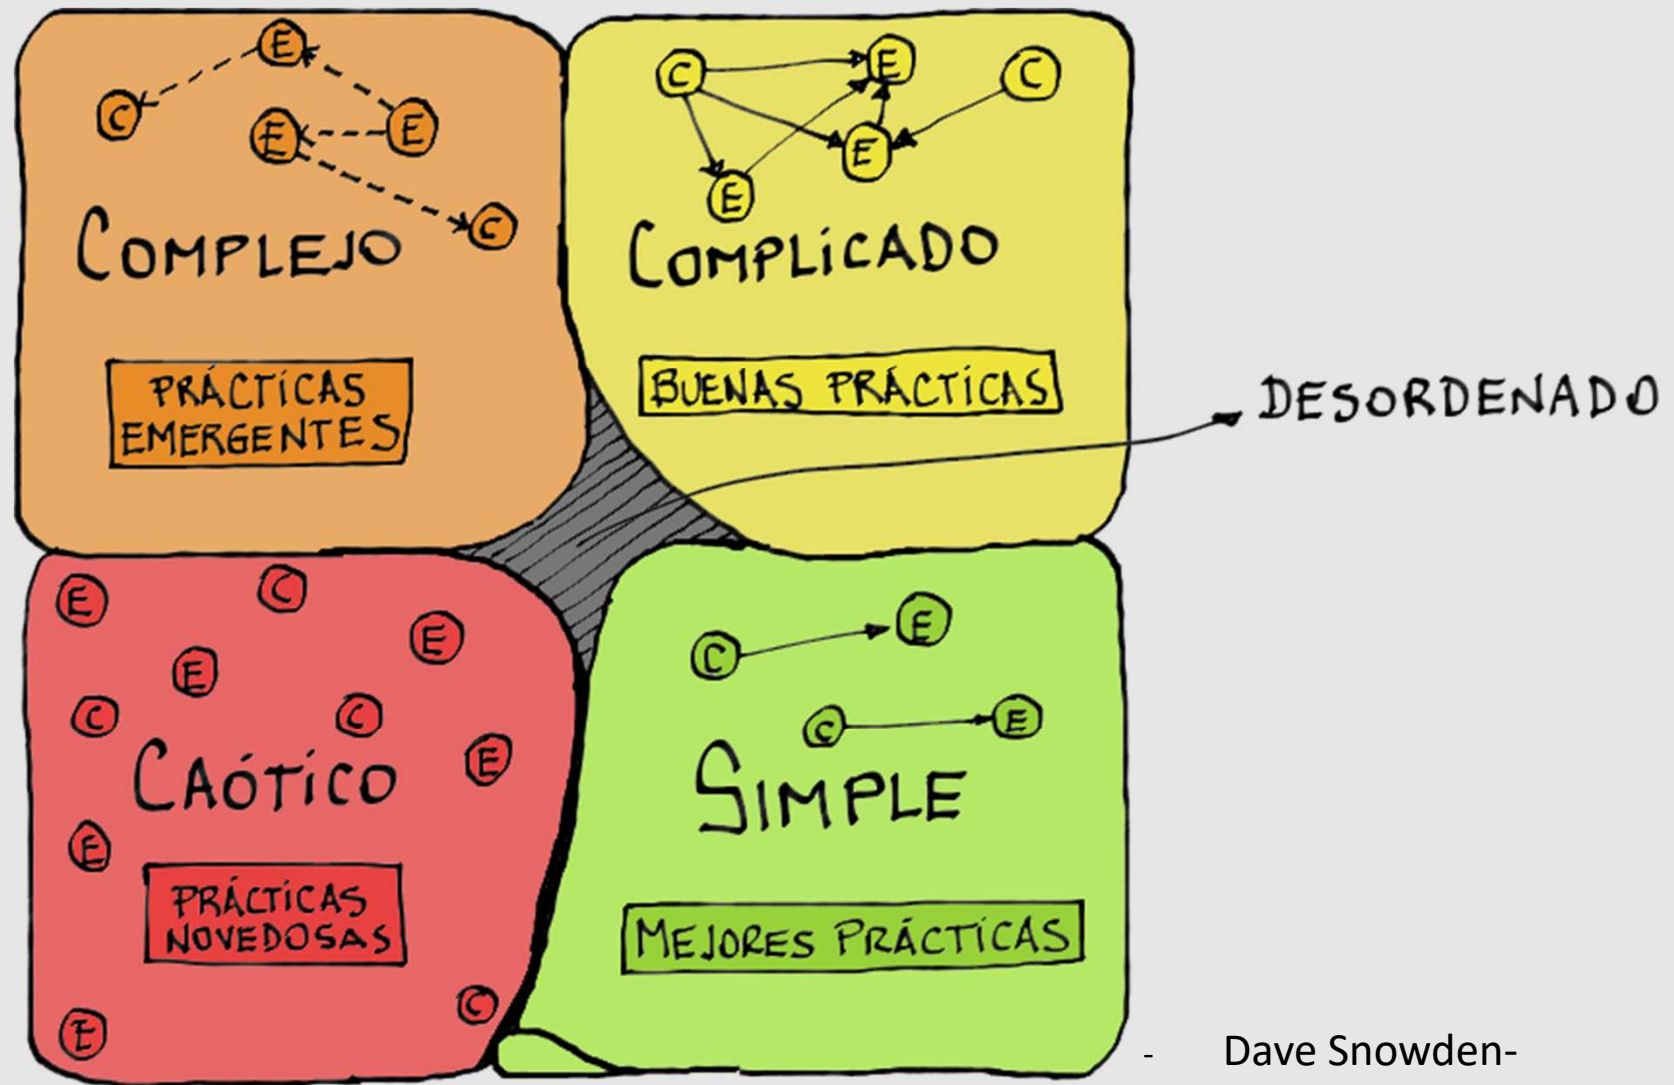 E
C
E
E
C
COMPLEJO
PRÁCTICAS
EMERGENTES
C
E
C
E
E
COMPLICADO
BUENAS PRÁCTICAS
DESORDENADO
E
C
E
E
C
C
E
CAÓTICO
E
PRÁCTICAS
NOVEDOSAS
C
E
C
E
C
E
SIMPLE
MEJORES PRÁCTICAS
- Dave Snowden-